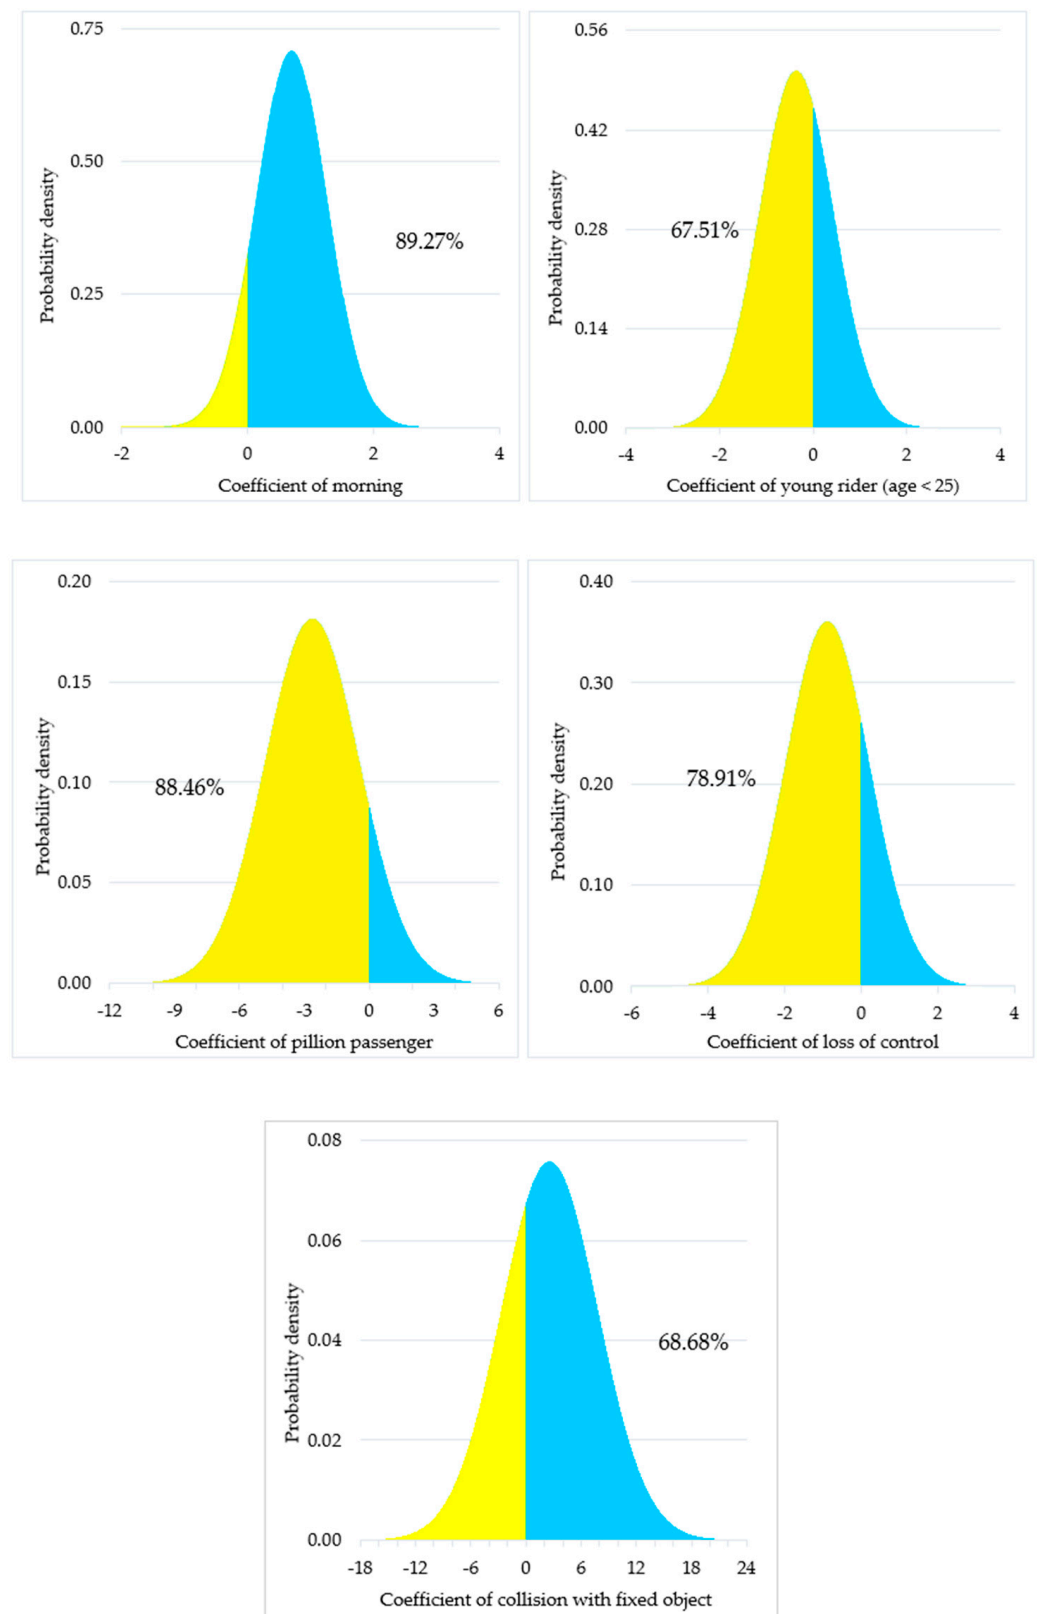 0.75
0.50
0.25
0.00
Probability density
89.27%
-2 0 2 4
Coefficient of morning
0.56
0.42
0.28
0.14
0.00
Probability density
67.51%
-4 -2 0 2 4
Coefficient of young rider (age < 25)
0.20
0.15
0.10
0.05
0.00
Probability density
88.46%
-12 -9 -6 -3 0 3 6
Coefficient of pillion passenger
0.40
0.30
0.20
0.10
0.00
Probability density
78.91%
-6 -4 -2 0 2 4
Coefficient of loss of control
0.08
0.06
0.04
0.02
0.00
Probability density
68.68%
-18 -12 -6 0 6 12 18 24
Coefficient of collision with fixed object